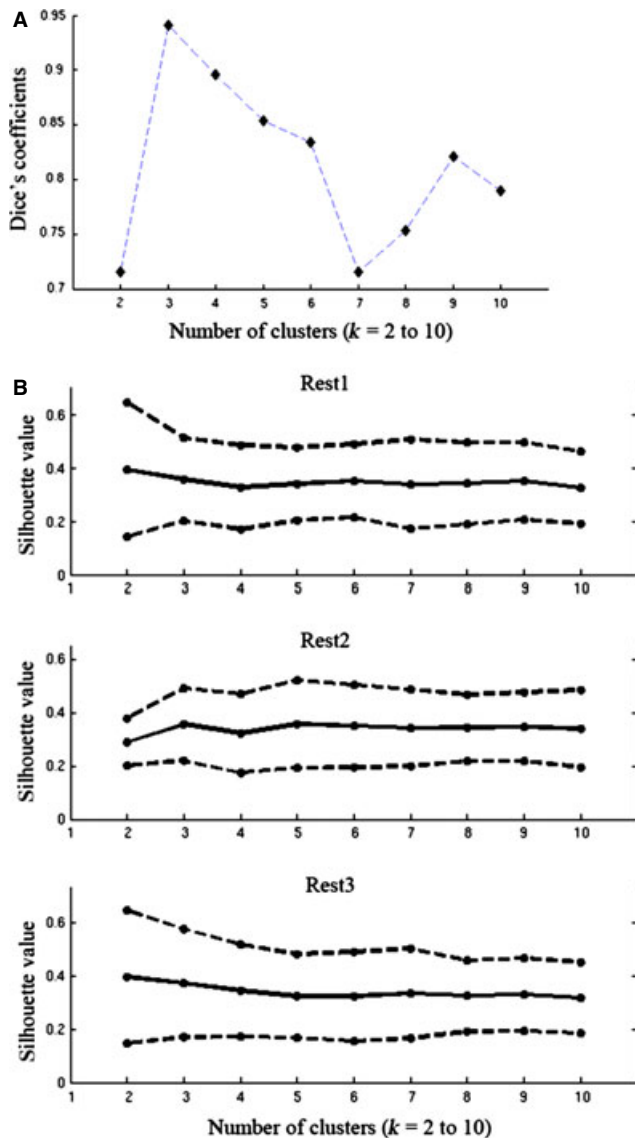 A
0.95
0.9
0.85
0.8
0.75
0.7
Dice's coefficients
2 3 4 5 6 7 8 9 10
Number of clusters (k = 2 to 10)
B
Rest1
0.6
0.4
0.2
0
Silhouette value
1 2 3 4 5 6 7 8 9 10
Rest2
0.6
0.4
0.2
0
Silhouette value
1 2 3 4 5 6 7 8 9 10
Rest3
0.6
0.4
0.2
0
Silhouette value
1 2 3 4 5 6 7 8 9 10
Number of clusters (k = 2 to 10)